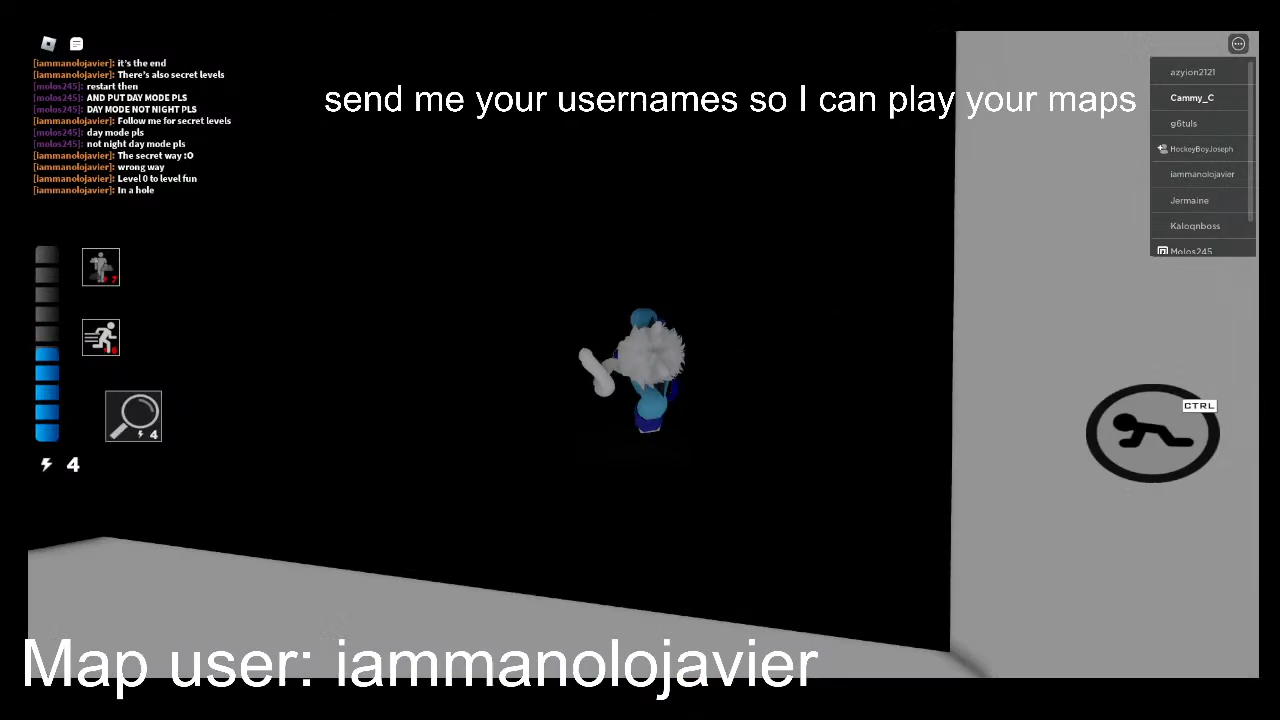 [iammanolojavier]: it's the end
[iammanolojavier]: There's also secret levels
[molos245]: restart then
[molos245]: AND PUT DAY MODE PLS
[molos245]: DAY MODE NOT NIGHT PLS
[iammanolojavier]: Follow me for secret levels
[molos245]: day mode pls
[molos245]: not night day mode pls
[iammanolojavier]: The secret way :O
[iammanolojavier]: wrong way
[iammanolojavier]: Level 0 to level fun
[iammanolojavier]: In a hole
send me your usernames so I can play your maps
azyion2121
Cammy_C
g6tuls
HockeyBoyJoseph
iammanolojavier
Jermaine
Kaloqnboss
Molos245
7
6
4
4
CTRL
Map user: iammanolojavier